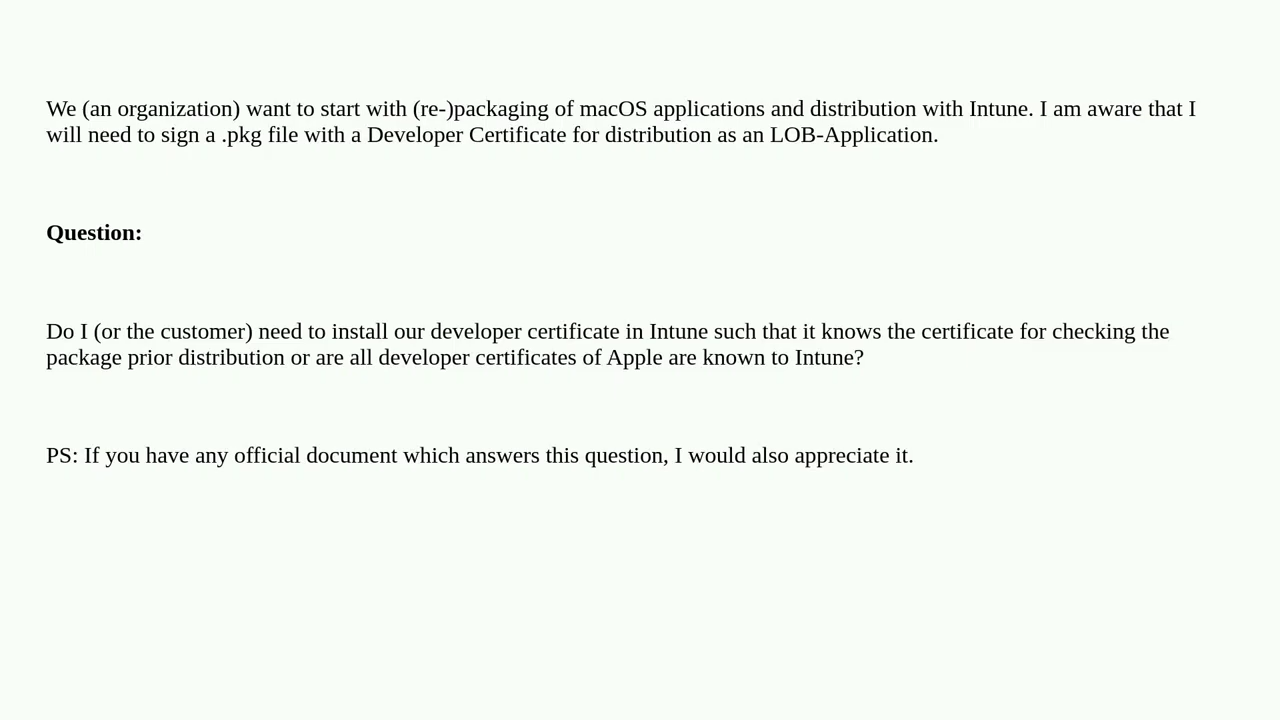 We (an organization) want to start with (re-)packaging of macOS applications and distribution with Intune. I am aware that I
will need to sign a .pkg file with a Developer Certificate for distribution as an LOB-Application.
Question:
Do I (or the customer) need to install our developer certificate in Intune such that it knows the certificate for checking the
package prior distribution or are all developer certificates of Apple are known to Intune?
PS: If you have any official document which answers this question, I would also appreciate it.